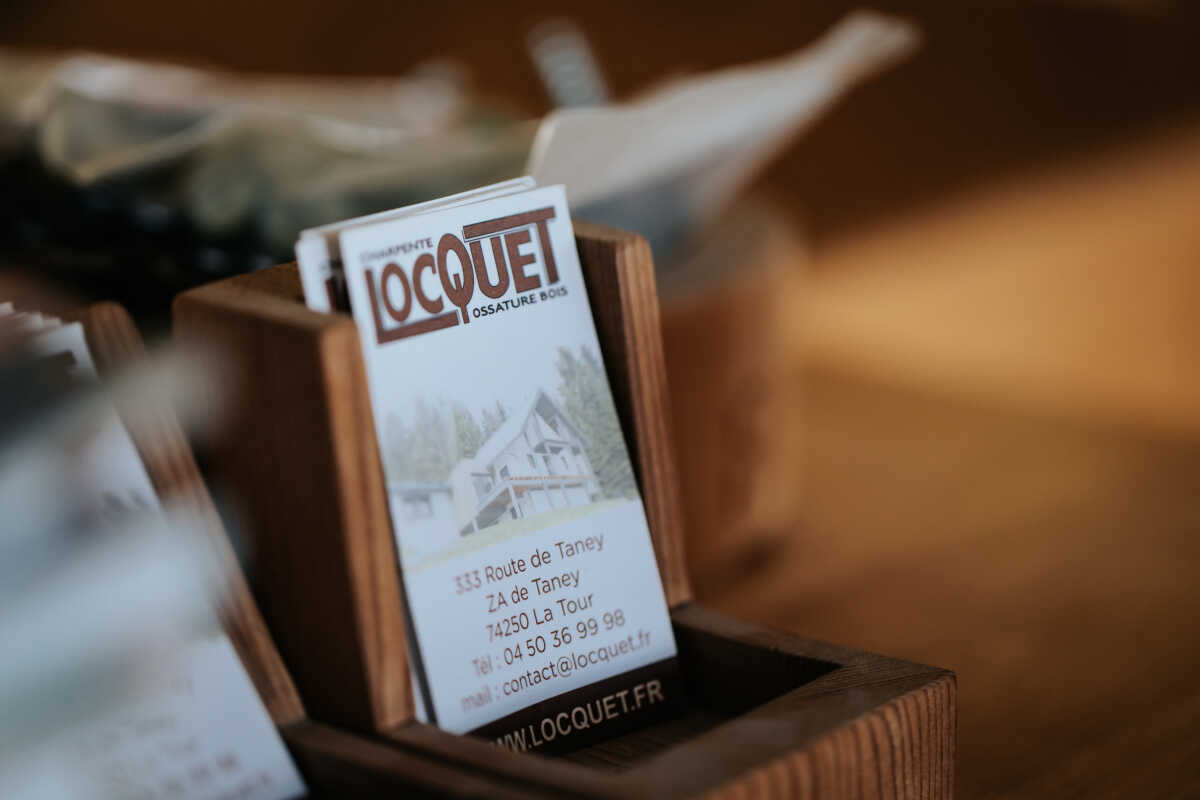 CHARPENTE
LOCQUET
OSSATURE BOIS
333 Route de Taney
ZA de Taney
74250 La Tour
Tél : 04 50 36 99 98
mail : contact@locquet.fr
WWW.LOCQUET.FR